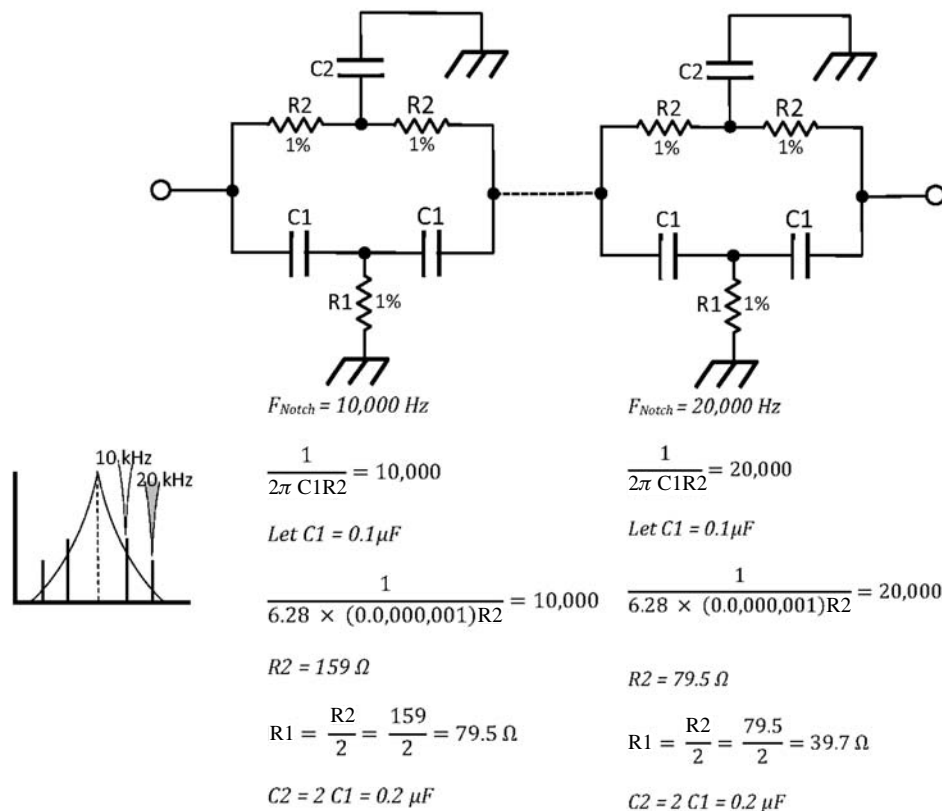 C2
R2
1%
R2
1%
C1
C1
R1
1%
C2
R2
1%
R2
1%
C1
C1
R1
1%
10 kHz
20 kHz
F_Notch = 10,000 Hz
1 / 2π C1R2 = 10,000
Let C1 = 0.1μF
1 / 6.28 × (0.0,000,001)R2 = 10,000
R2 = 159 Ω
R1 = R2 / 2 = 159 / 2 = 79.5 Ω
C2 = 2 C1 = 0.2 μF
F_Notch = 20,000 Hz
1 / 2π C1R2 = 20,000
Let C1 = 0.1μF
1 / 6.28 × (0.0,000,001)R2 = 20,000
R2 = 79.5 Ω
R1 = R2 / 2 = 79.5 / 2 = 39.7 Ω
C2 = 2 C1 = 0.2 μF